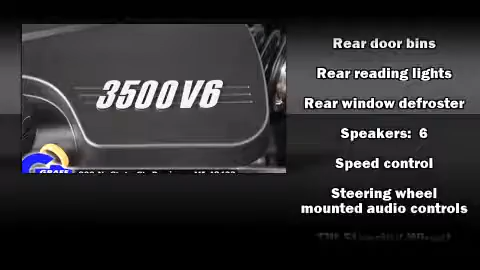 3500 V6
GRAFF
Rear door bins
Rear reading lights
Rear window defroster
Speakers: 6
Speed control
Steering wheel
mounted audio controls